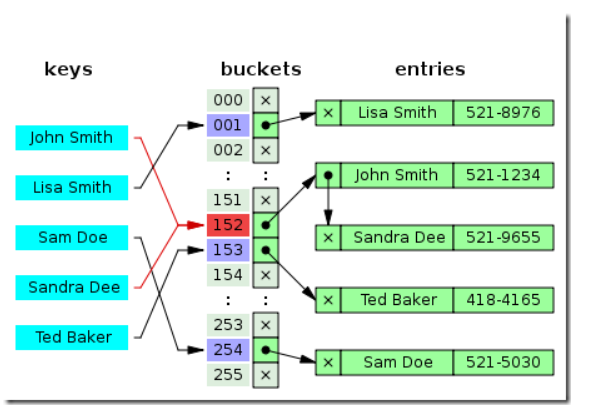 keys buckets entries
000 ×
× Lisa Smith 521-8976
John Smith
001
002 ×
Lisa Smith
: :
John Smith 521-1234
151 ×
Sam Doe
152
× Sandra Dee 521-9655
153
Sandra Dee
154 ×
: :
× Ted Baker 418-4165
Ted Baker
253 ×
254
× Sam Doe 521-5030
255 ×